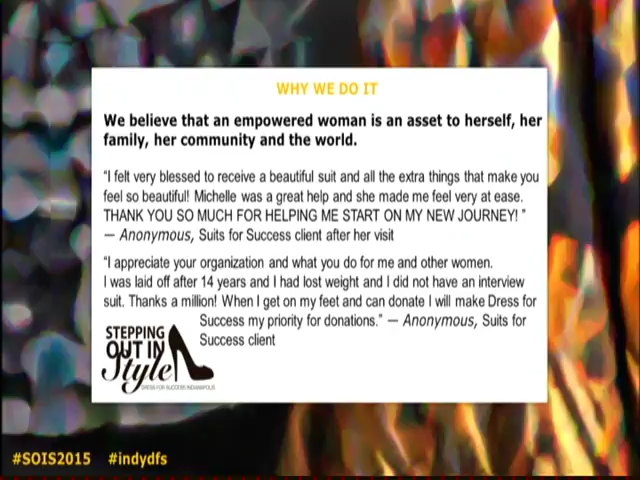 WHY WE DO IT
We believe that an empowered woman is an asset to herself, her
family, her community and the world.
“I felt very blessed to receive a beautiful suit and all the extra things that make you
feel so beautiful! Michelle was a great help and she made me feel very at ease.
THANK YOU SO MUCH FOR HELPING ME START ON MY NEW JOURNEY! ”
— Anonymous, Suits for Success client after her visit
“I appreciate your organization and what you do for me and other women.
I was laid off after 14 years and I had lost weight and I did not have an interview
suit. Thanks a million! When I get on my feet and can donate I will make Dress for
Success my priority for donations.” — Anonymous, Suits for
Success client
STEPPING
OUT IN
Style
DRESS FOR SUCCESS INDIANAPOLIS
#SOIS2015 #indydfs